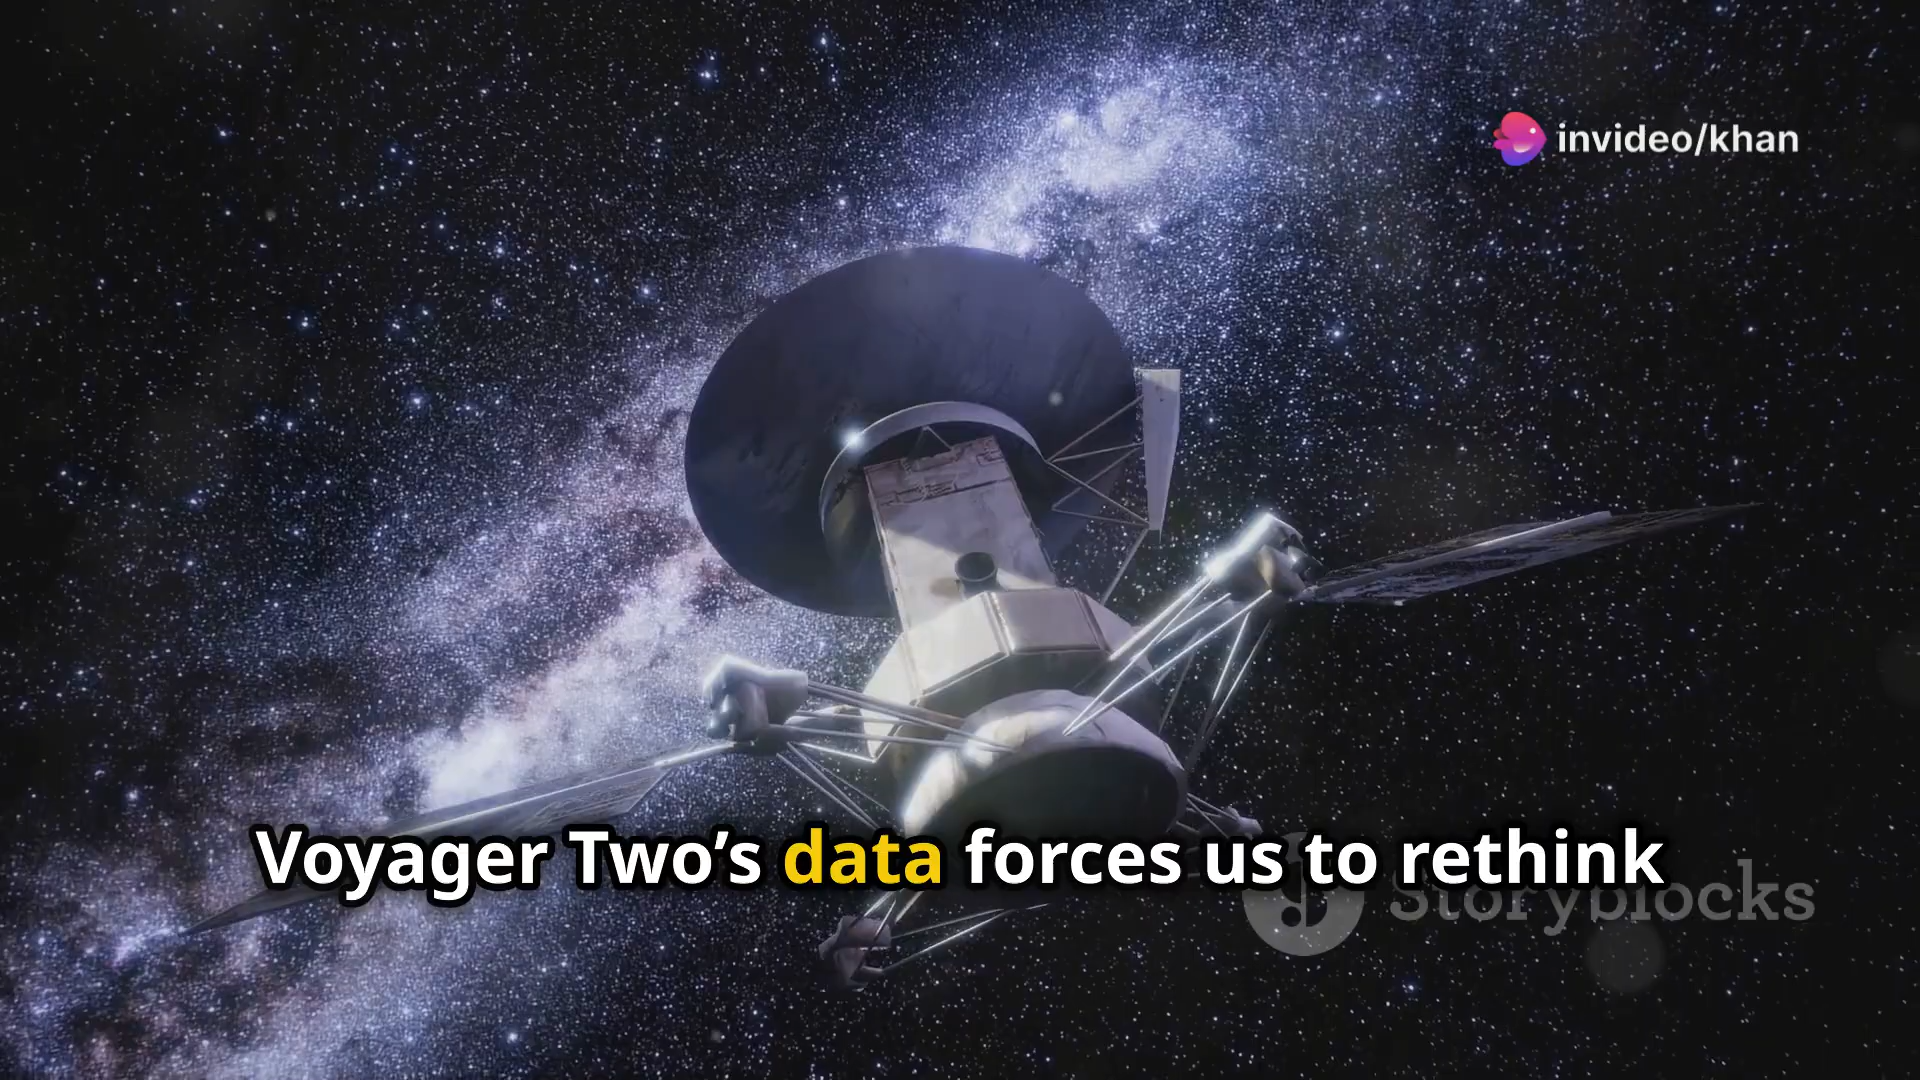 invideo/khan
Voyager Two’s data forces us to rethink
Storyblocks